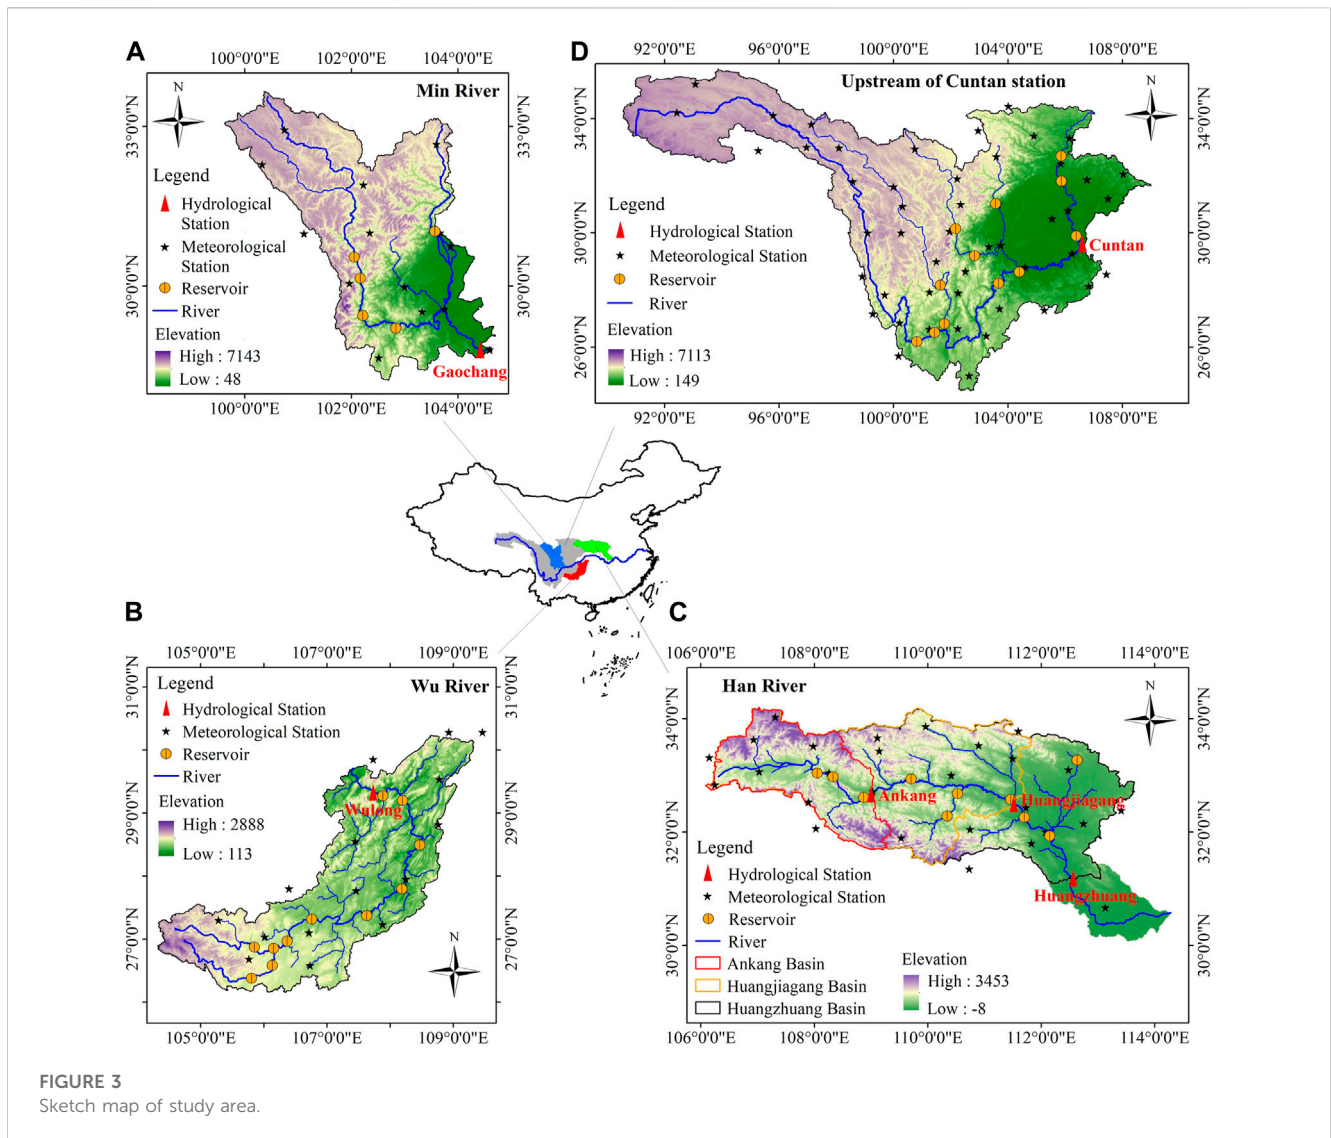 A
100°0'0"E 102°0'0"E 104°0'0"E
Min River
N
33°0'0"N
30°0'0"N
33°0'0"N
30°0'0"N
Legend
Hydrological
Station
Meteorological
Station
Reservoir
River
Elevation
High : 7143
Low : 48
Gaochang
100°0'0"E 102°0'0"E 104°0'0"E
D
92°0'0"E 96°0'0"E 100°0'0"E 104°0'0"E 108°0'0"E
Upstream of Cuntan station
N
34°0'0"N
30°0'0"N
26°0'0"N
34°0'0"N
30°0'0"N
26°0'0"N
Legend
Hydrological Station
Meteorological Station
Reservoir
River
Elevation
High : 7113
Low : 149
Cuntan
92°0'0"E 96°0'0"E 100°0'0"E 104°0'0"E 108°0'0"E
B
105°0'0"E 107°0'0"E 109°0'0"E
Legend
Wu River
Hydrological Station
Meteorological Station
Reservoir
River
Elevation
High : 2888
Low : 113
Wulong
31°0'0"N
29°0'0"N
27°0'0"N
31°0'0"N
29°0'0"N
27°0'0"N
N
105°0'0"E 107°0'0"E 109°0'0"E
C
106°0'0"E 108°0'0"E 110°0'0"E 112°0'0"E 114°0'0"E
Han River
N
34°0'0"N
32°0'0"N
30°0'0"N
34°0'0"N
32°0'0"N
30°0'0"N
Ankang
Huangjiagang
Huangzhuang
Legend
Hydrological Station
Meteorological Station
Reservoir
River
Ankang Basin
Huangjiagang Basin
Huangzhuang Basin
Elevation
High : 3453
Low : -8
106°0'0"E 108°0'0"E 110°0'0"E 112°0'0"E 114°0'0"E
FIGURE 3
Sketch map of study area.